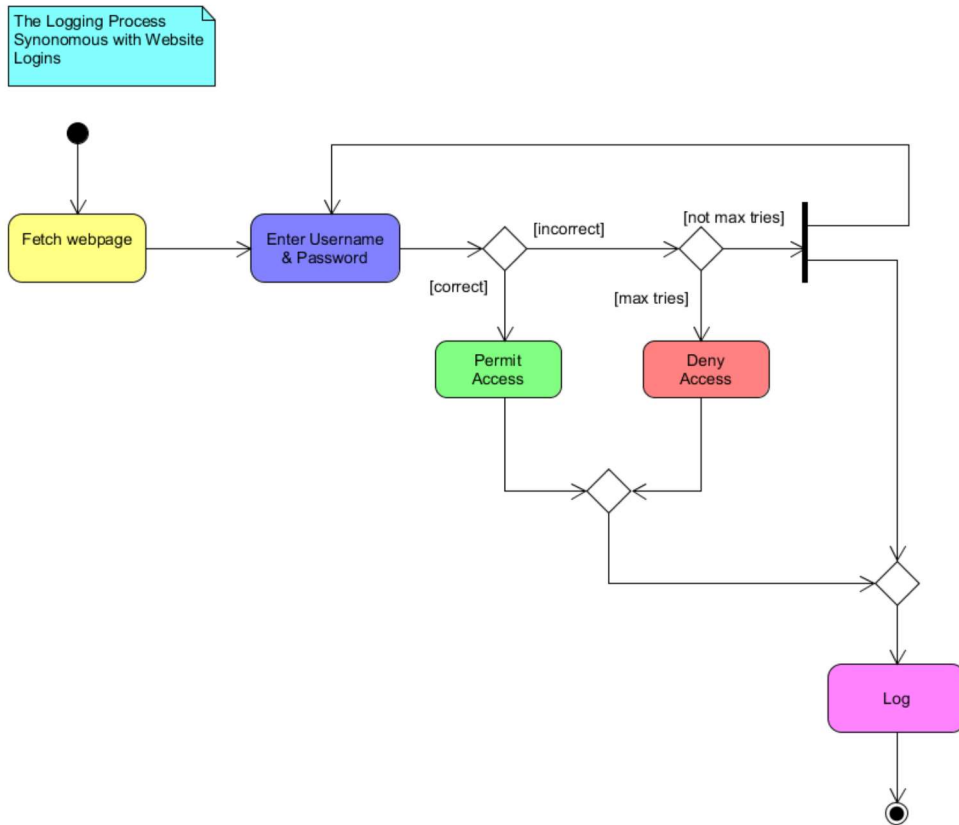 The Logging Process
Synonomous with Website
Logins
Fetch webpage
Enter Username
& Password
[incorrect]
[not max tries]
[correct]
[max tries]
Permit
Access
Deny
Access
Log